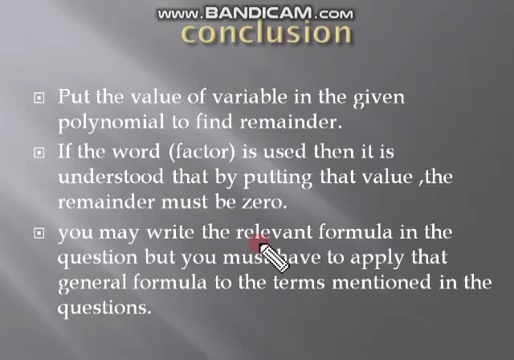 www.BANDICAM.com
conclusion
Put the value of variable in the given
polynomial to find remainder.
If the word (factor) is used then it is
understood that by putting that value ,the
remainder must be zero.
you may write the relevant formula in the
question but you must have to apply that
general formula to the terms mentioned in the
questions.